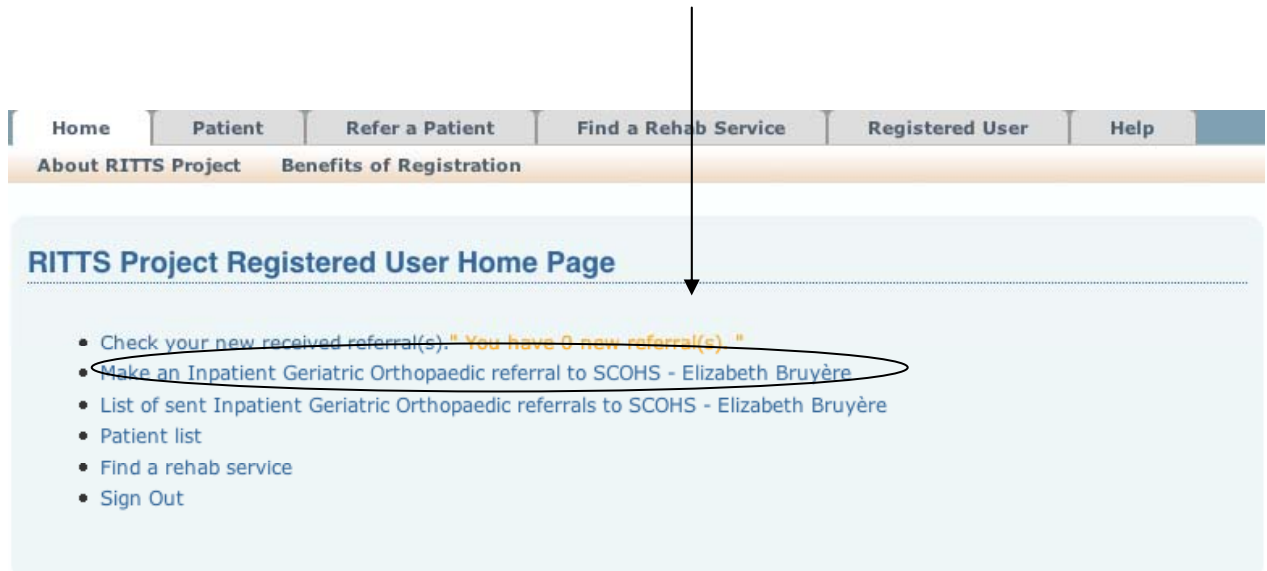 Home Patient Refer a Patient Find a Rehab Service Registered User Help
About RITTS Project Benefits of Registration
RITTS Project Registered User Home Page
• Check your new received referral(s)." You have 0 new referral(s). "
• Make an Inpatient Geriatric Orthopaedic referral to SCOHS - Elizabeth Bruyère
• List of sent Inpatient Geriatric Orthopaedic referrals to SCOHS - Elizabeth Bruyère
• Patient list
• Find a rehab service
• Sign Out